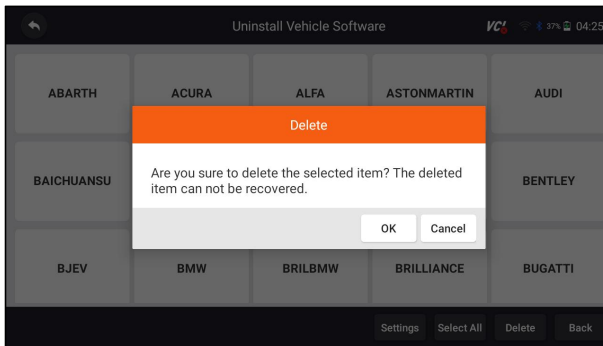 Uninstall Vehicle Software
VCI
37%
04:25
ABARTH
ACURA
ALFA
ASTONMARTIN
AUDI
Delete
Are you sure to delete the selected item? The deleted
item can not be recovered.
OK
Cancel
BAICHUANSU
BENTLEY
BJEV
BMW
BRILBMW
BRILLIANCE
BUGATTI
Settings
Select All
Delete
Back